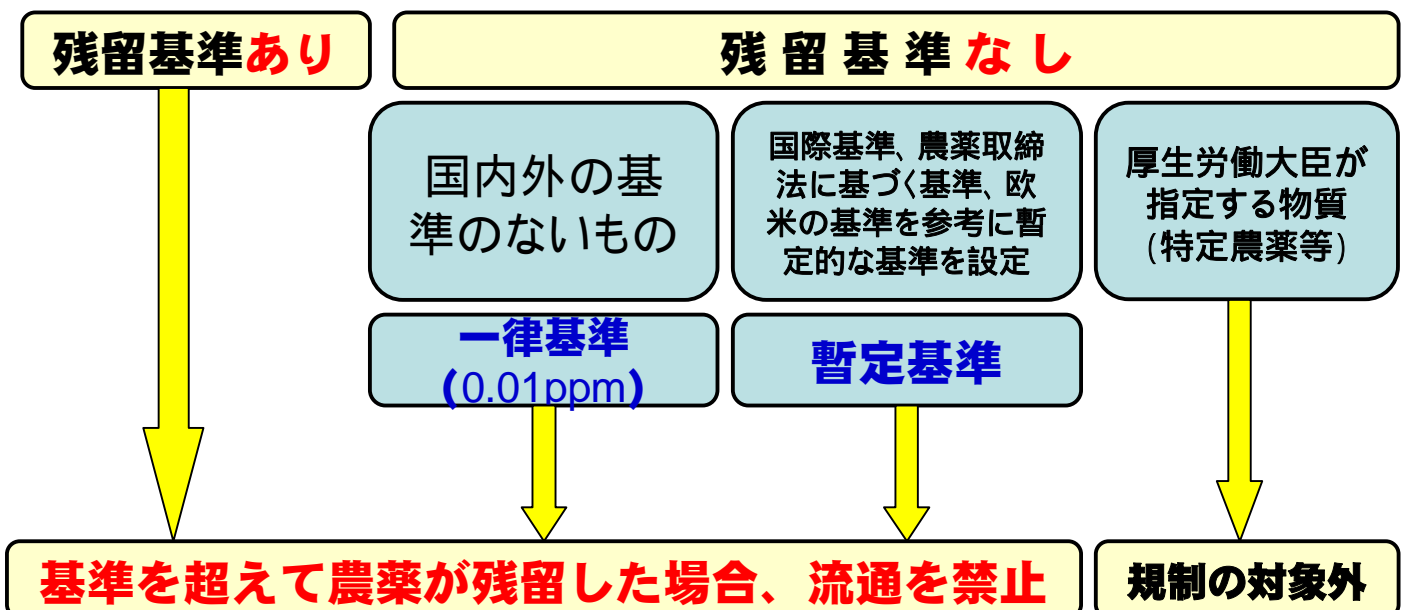 残留基準あり
残留基準なし
国内外の基
準のないもの
国際基準、農薬取締
法に基づく基準、欧
米の基準を参考に暫
定的な基準を設定
厚生労働大臣が
指定する物質
(特定農薬等)
一律基準
(0.01ppm)
暫定基準
基準を超えて農薬が残留した場合、流通を禁止
規制の対象外